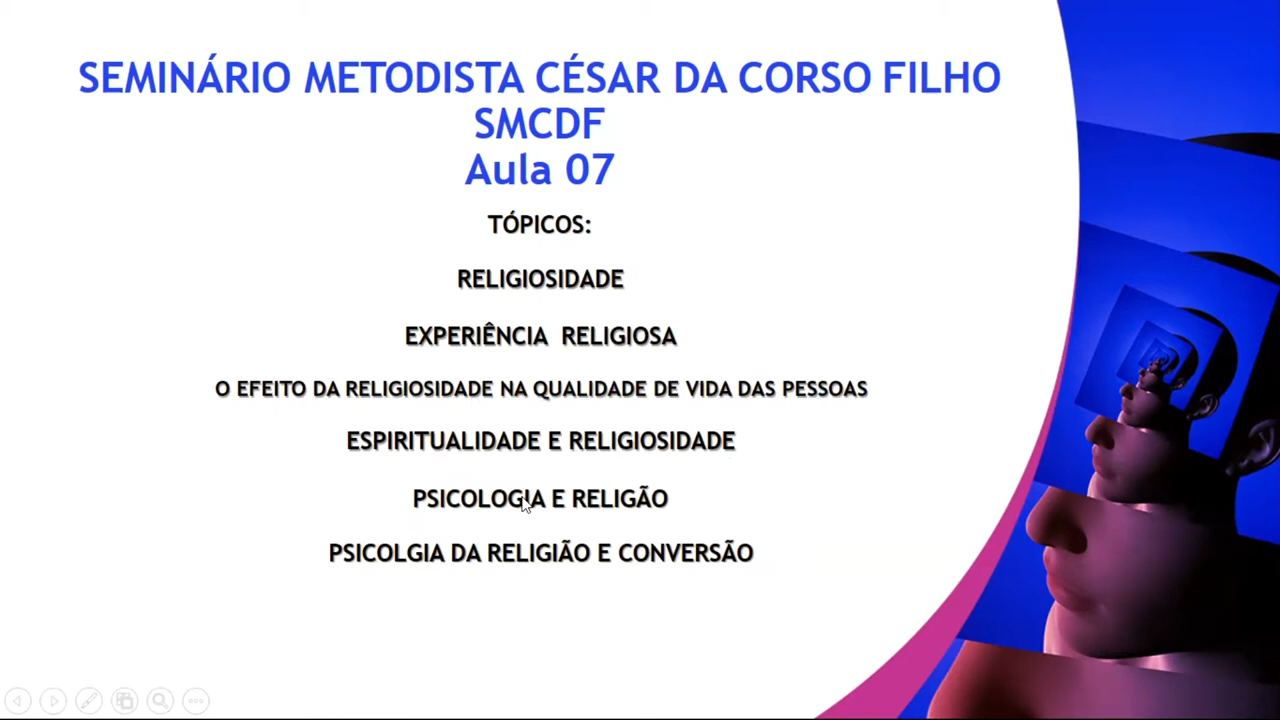 SEMINÁRIO METODISTA CÉSAR DA CORSO FILHO
SMCDF
Aula 07
TÓPICOS:
RELIGIOSIDADE
EXPERIÊNCIA RELIGIOSA
O EFEITO DA RELIGIOSIDADE NA QUALIDADE DE VIDA DAS PESSOAS
ESPIRITUALIDADE E RELIGIOSIDADE
PSICOLOGIA E RELIGÃO
PSICOLGIA DA RELIGIÃO E CONVERSÃO